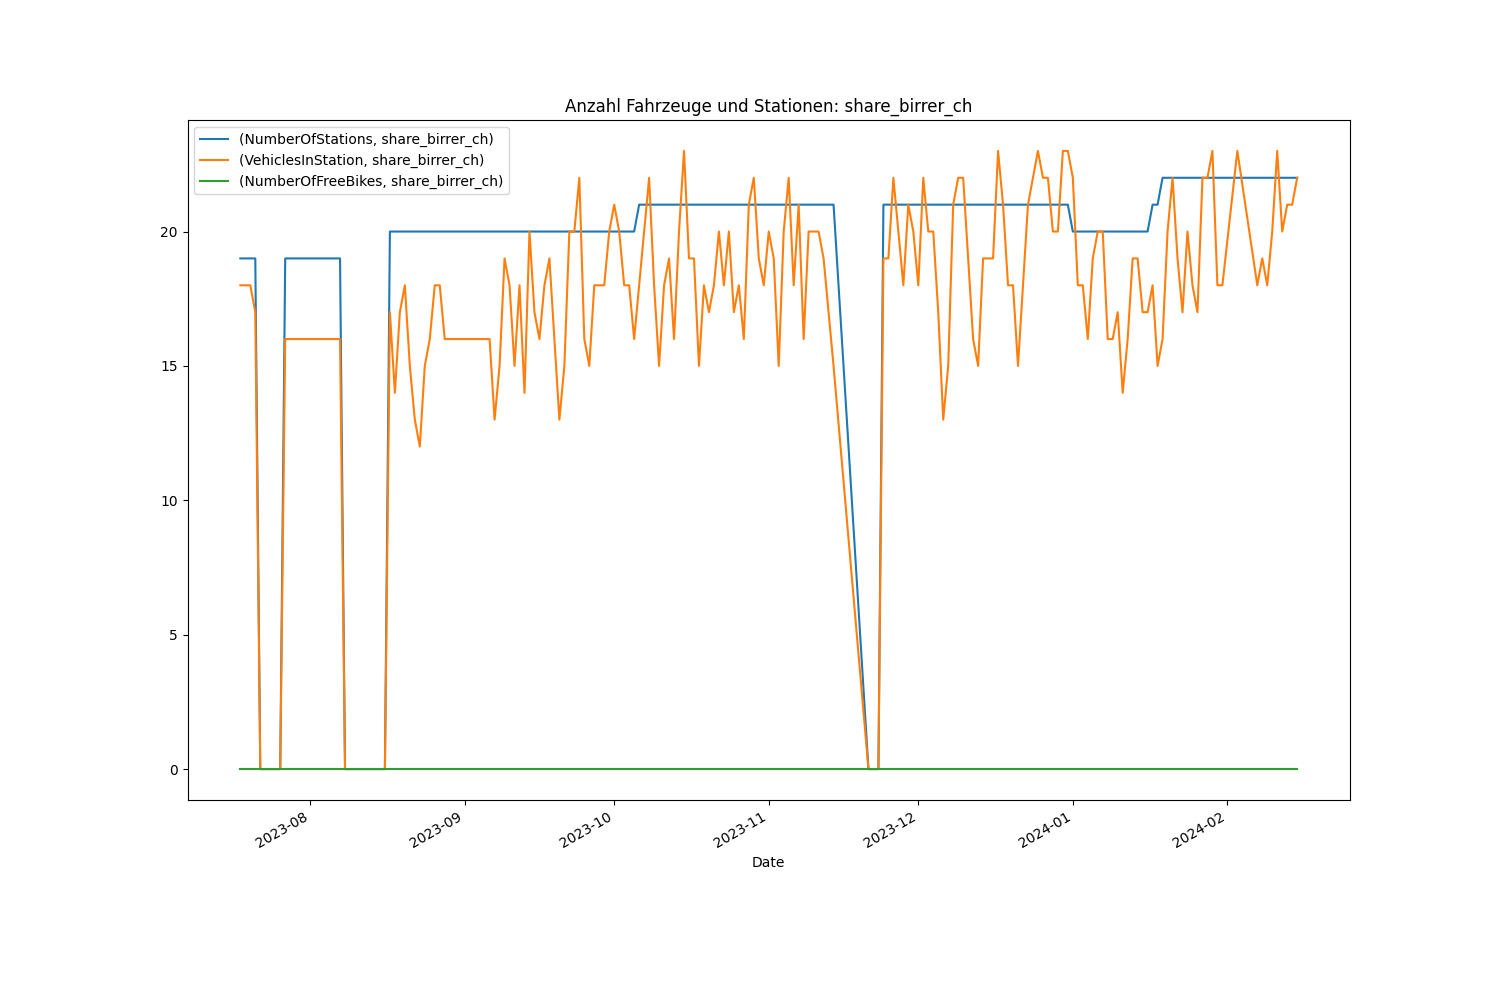 Anzahl Fahrzeuge und Stationen: share_birrer_ch
(NumberOfStations, share_birrer_ch)
(VehiclesInStation, share_birrer_ch)
(NumberOfFreeBikes, share_birrer_ch)
20
15
10
5
0
2023-08
2023-09
2023-10
2023-11
2023-12
2024-01
2024-02
Date